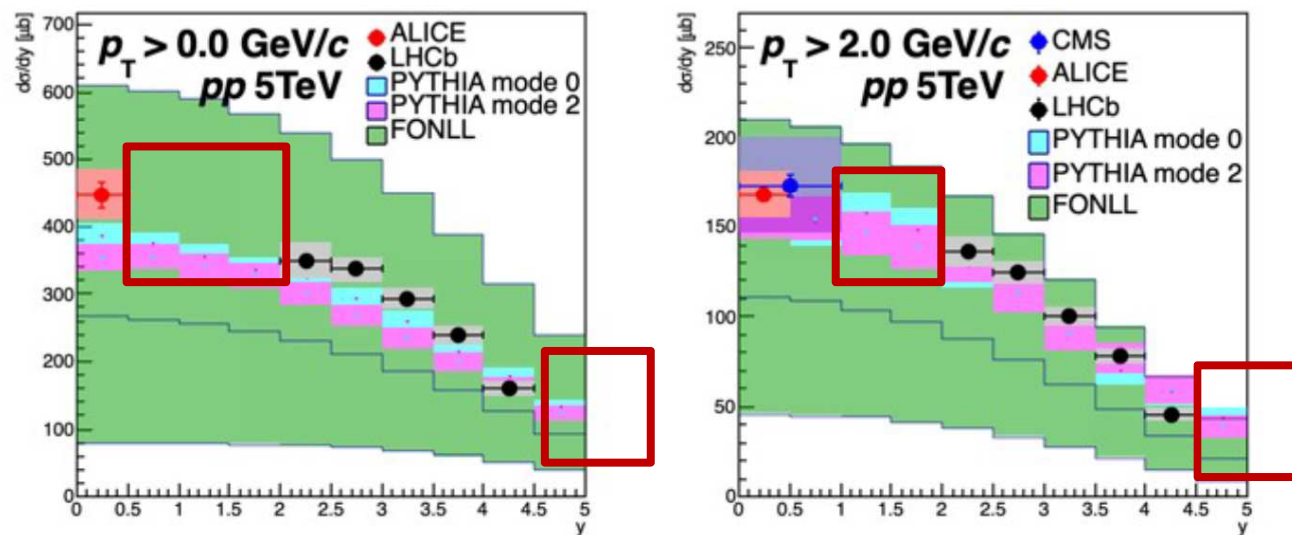 dσ/dy [μb]
700
600
500
400
300
200
100
0
p_T > 0.0 GeV/c
pp 5TeV
ALICE
LHCb
PYTHIA mode 0
PYTHIA mode 2
FONLL
0 0.5 1 1.5 2 2.5 3 3.5 4 4.5 5
y
dσ/dy [μb]
250
200
150
100
50
0
p_T > 2.0 GeV/c
pp 5TeV
CMS
ALICE
LHCb
PYTHIA mode 0
PYTHIA mode 2
FONLL
0 0.5 1 1.5 2 2.5 3 3.5 4 4.5 5
y